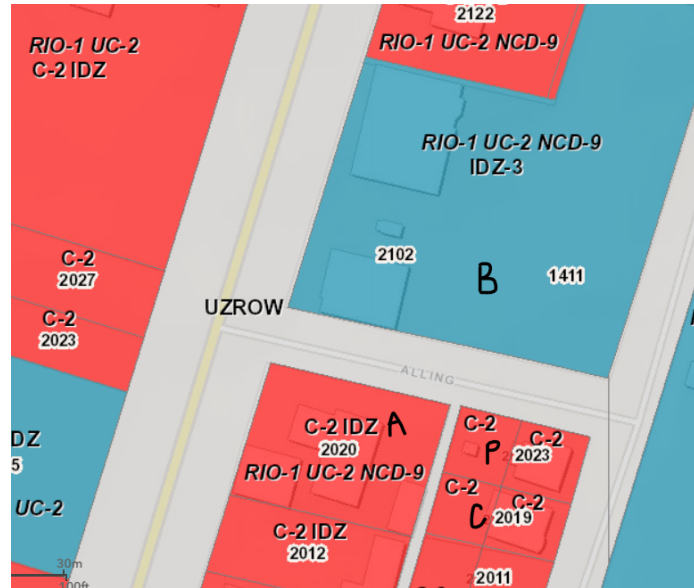 2122
RIO-1 UC-2 NCD-9
RIO-1 UC-2
C-2 IDZ
RIO-1 UC-2 NCD-9
IDZ-3
C-2
2027
2102
B
1411
UZROW
C-2
2023
ALLING
C-2 IDZ
A
2020
RIO-1 UC-2 NCD-9
C-2
P
C-2
2023
DZ
5
UC-2
C-2
C
C-2
2019
C-2 IDZ
2012
2011
30m
100ft